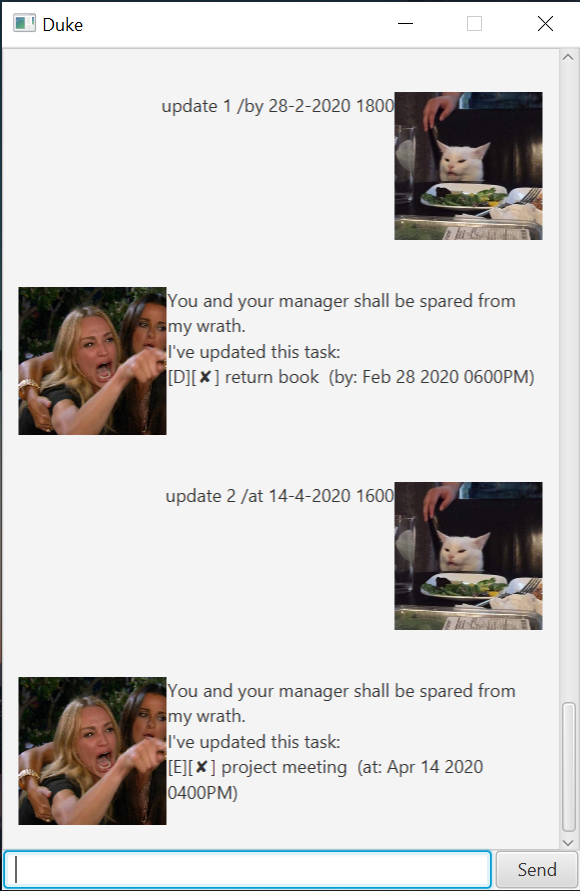 Duke
update 1 /by 28-2-2020 1800
You and your manager shall be spared from
my wrath.
I've updated this task:
[D][✘] return book  (by: Feb 28 2020 0600PM)
update 2 /at 14-4-2020 1600
You and your manager shall be spared from
my wrath.
I've updated this task:
[E][✘] project meeting  (at: Apr 14 2020
0400PM)
Send